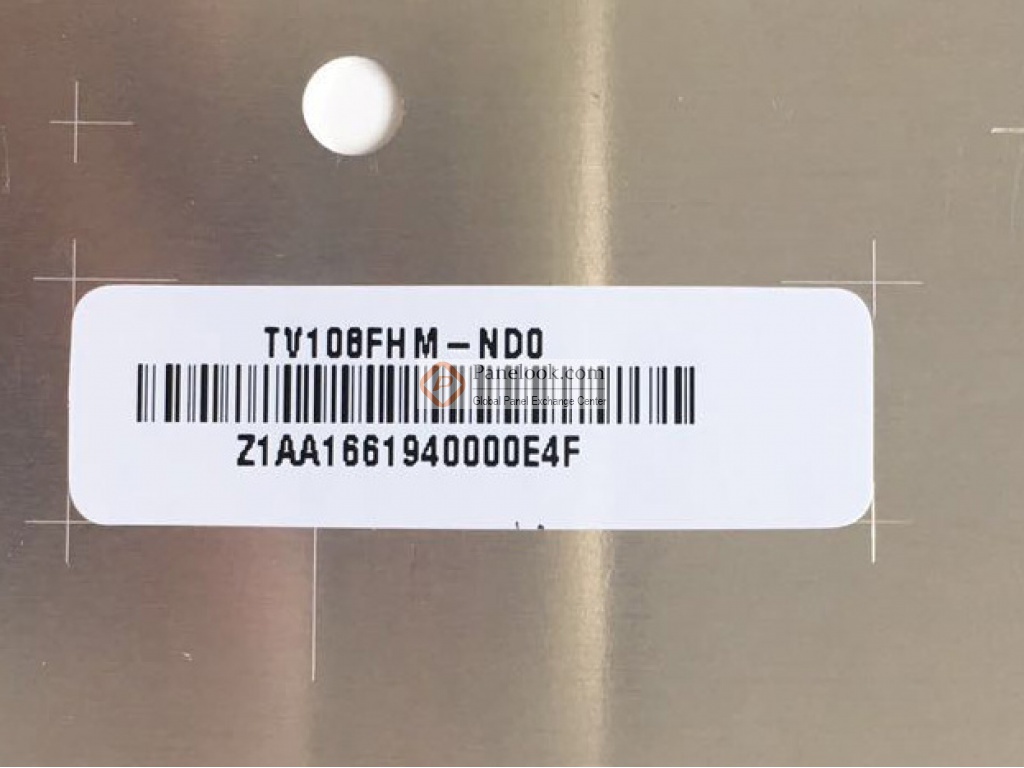 TV108FHM-ND0
Panelook.com
Global Panel Exchange Center
Z1AA1661940000E4F